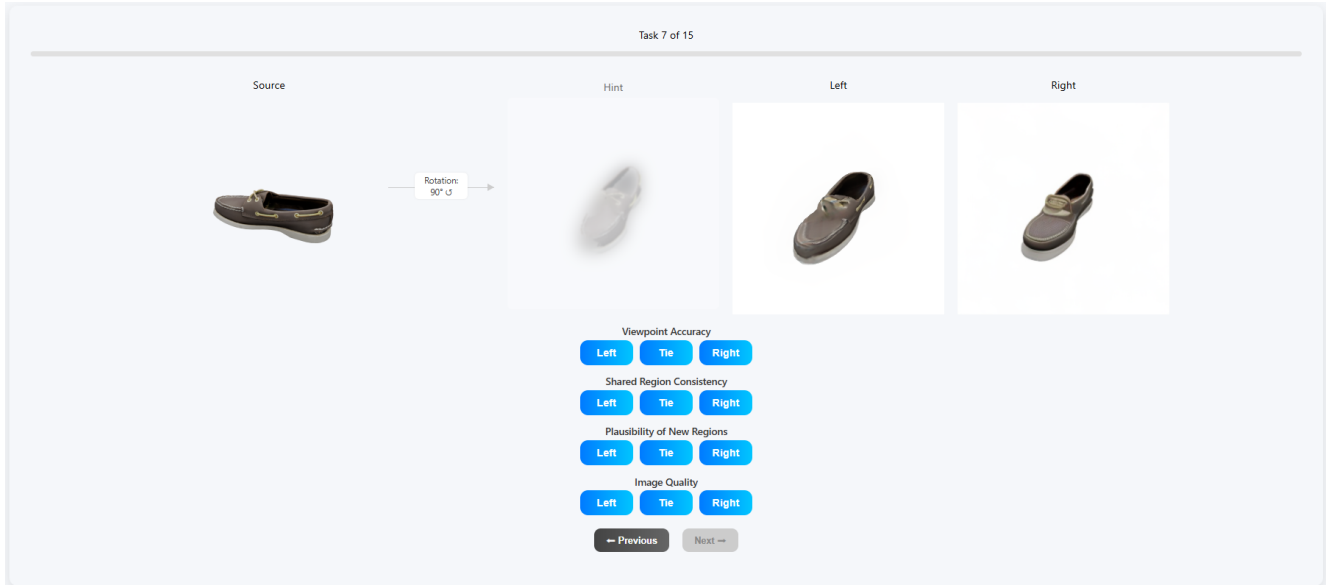 Task 7 of 15
Source
Hint
Left
Right
Rotation:
90° ↺
Viewpoint Accuracy
Left Tie Right
Shared Region Consistency
Left Tie Right
Plausibility of New Regions
Left Tie Right
Image Quality
Left Tie Right
← Previous Next →